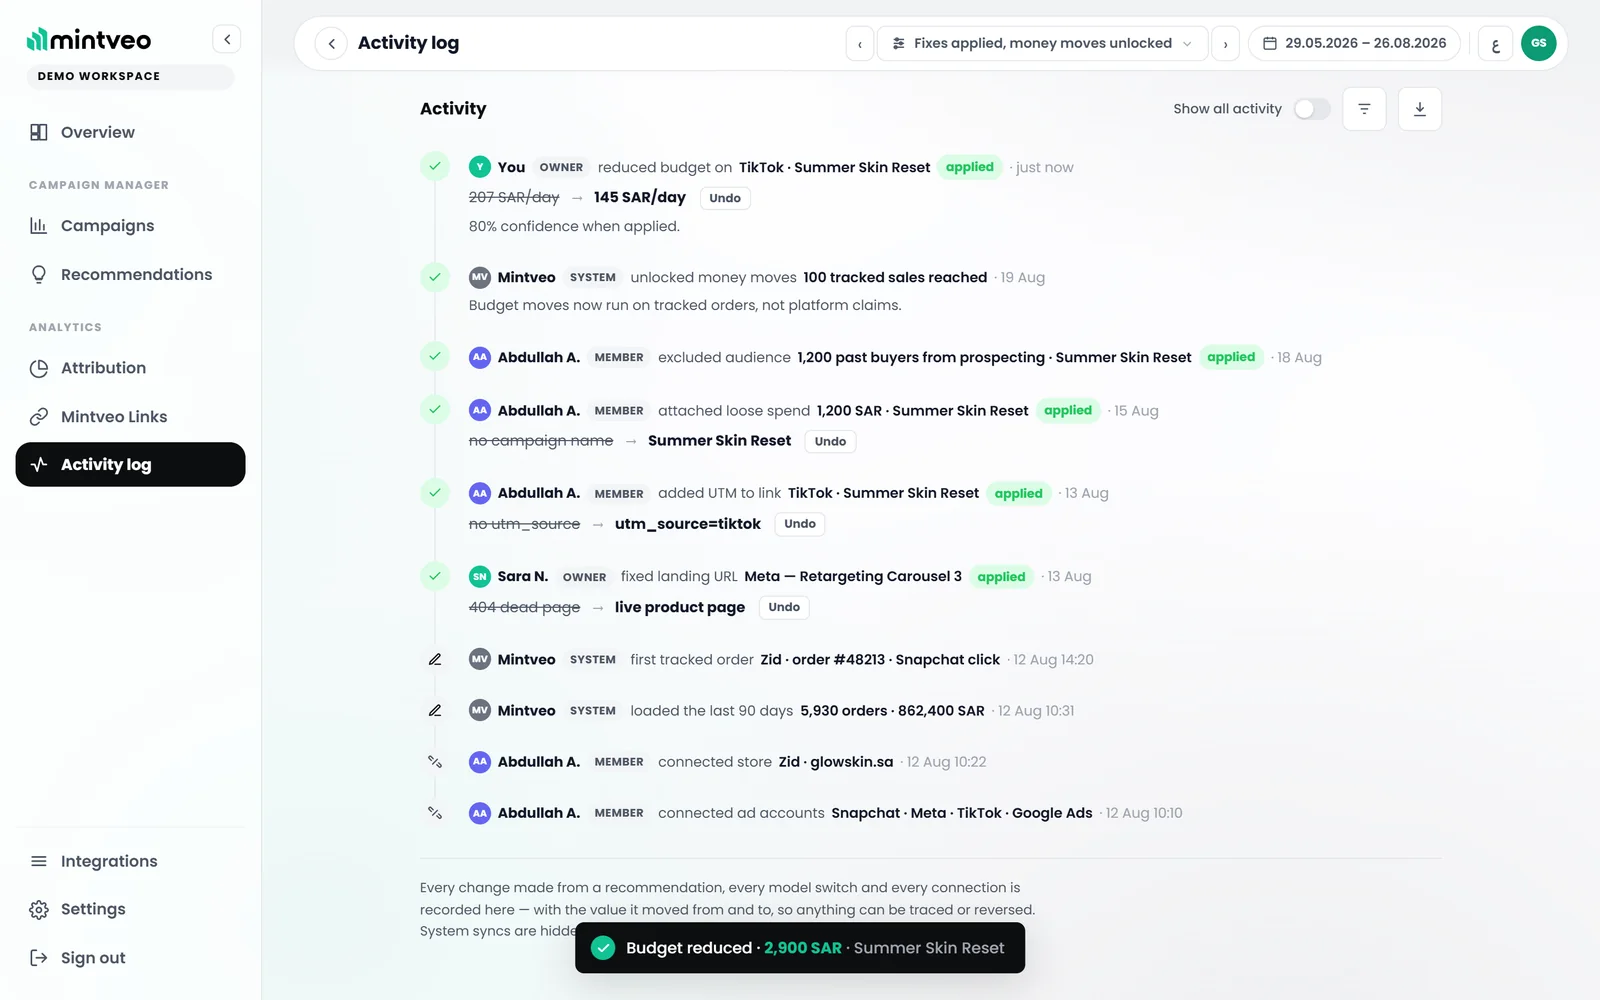 mintveo
DEMO WORKSPACE
Overview
CAMPAIGN MANAGER
Campaigns
Recommendations
ANALYTICS
Attribution
Mintveo Links
Activity log
Integrations
Settings
Sign out
Activity log
Fixes applied, money moves unlocked
29.05.2026 – 26.08.2026
ع
GS
Activity
Show all activity
Y You OWNER reduced budget on TikTok · Summer Skin Reset applied · just now
207 SAR/day → 145 SAR/day Undo
80% confidence when applied.
MV Mintveo SYSTEM unlocked money moves 100 tracked sales reached · 19 Aug
Budget moves now run on tracked orders, not platform claims.
AA Abdullah A. MEMBER excluded audience 1,200 past buyers from prospecting · Summer Skin Reset applied · 18 Aug
AA Abdullah A. MEMBER attached loose spend 1,200 SAR · Summer Skin Reset applied · 15 Aug
no campaign name → Summer Skin Reset Undo
AA Abdullah A. MEMBER added UTM to link TikTok · Summer Skin Reset applied · 13 Aug
no utm_source → utm_source=tiktok Undo
SN Sara N. OWNER fixed landing URL Meta — Retargeting Carousel 3 applied · 13 Aug
404 dead page → live product page Undo
MV Mintveo SYSTEM first tracked order Zid · order #48213 · Snapchat click · 12 Aug 14:20
MV Mintveo SYSTEM loaded the last 90 days 5,930 orders · 862,400 SAR · 12 Aug 10:31
AA Abdullah A. MEMBER connected store Zid · glowskin.sa · 12 Aug 10:22
AA Abdullah A. MEMBER connected ad accounts Snapchat · Meta · TikTok · Google Ads · 12 Aug 10:10
Every change made from a recommendation, every model switch and every connection is
recorded here — with the value it moved from and to, so anything can be traced or reversed.
System syncs are
Budget reduced · 2,900 SAR · Summer Skin Reset